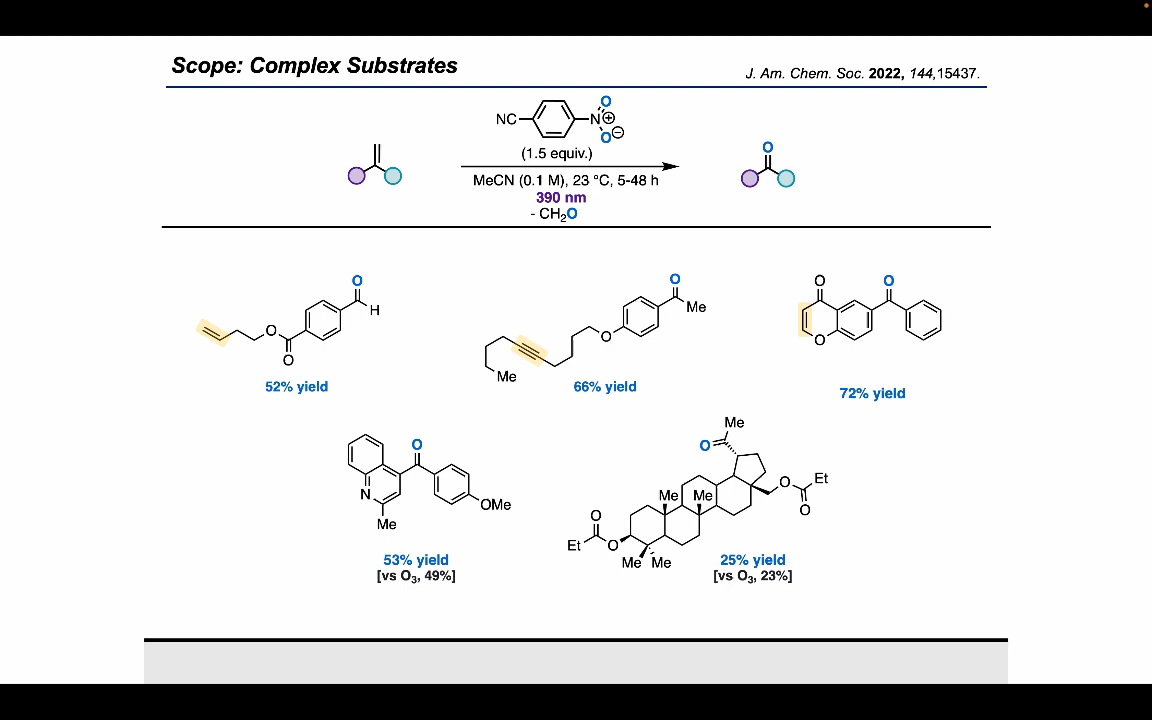 Scope: Complex Substrates
J. Am. Chem. Soc. 2022, 144,15437.
NC
N⊕
O
O⊖
(1.5 equiv.)
MeCN (0.1 M), 23 °C, 5-48 h
390 nm
- CH₂O
O
O
H
O
O
52% yield
O
Me
O
Me
66% yield
O
O
O
72% yield
O
N
Me
OMe
53% yield
[vs O₃, 49%]
Me
O
Et
O
O
Me
Me
O
Et
O
Me
Me
25% yield
[vs O₃, 23%]